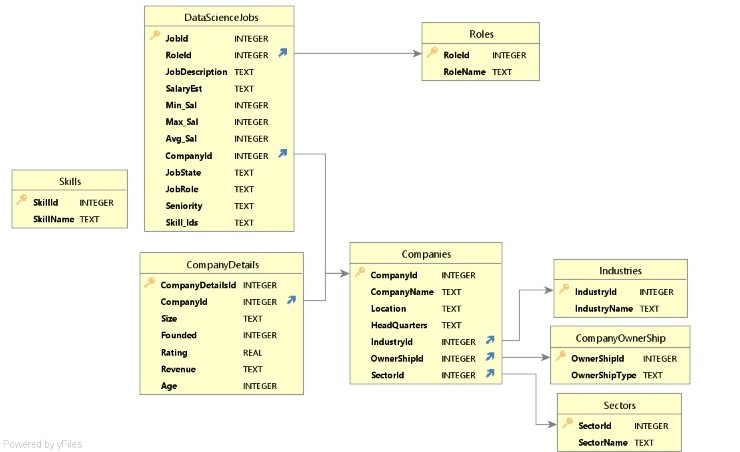 DataScienceJobs
JobId INTEGER
RoleId INTEGER
JobDescription TEXT
SalaryEst TEXT
Min_Sal INTEGER
Max_Sal INTEGER
Avg_Sal INTEGER
CompanyId INTEGER
JobState TEXT
JobRole TEXT
Seniority TEXT
Skill_Ids TEXT
Roles
RoleId INTEGER
RoleName TEXT
Skills
SkillId INTEGER
SkillName TEXT
CompanyDetails
CompanyDetailsId INTEGER
CompanyId INTEGER
Size TEXT
Founded INTEGER
Rating REAL
Revenue TEXT
Age INTEGER
Companies
CompanyId INTEGER
CompanyName TEXT
Location TEXT
HeadQuarters TEXT
IndustryId INTEGER
OwnerShipId INTEGER
SectorId INTEGER
Industries
IndustryId INTEGER
IndustryName TEXT
CompanyOwnerShip
OwnerShipId INTEGER
OwnerShipType TEXT
Sectors
SectorId INTEGER
SectorName TEXT
Powered by yFiles